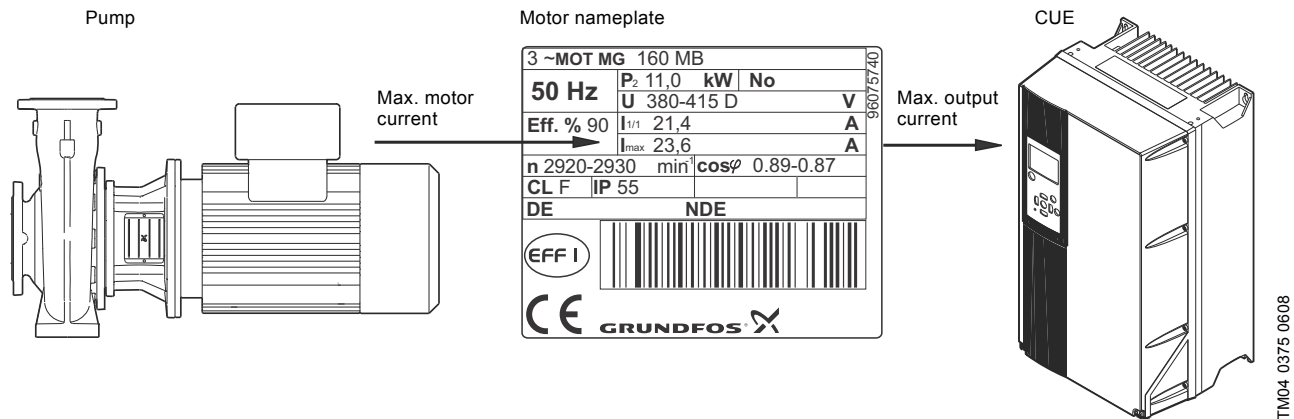 Pump
Motor nameplate
CUE
Max. motor
current
3 ~MOT MG 160 MB
50 Hz
P₂ 11,0 kW No
U 380-415 D V
Eff. % 90
I1/1 21,4 A
Imax 23,6 A
n 2920-2930 min⁻¹ cosφ 0.89-0.87
CL F IP 55
DE NDE
EFF I
CE GRUNDFOS
96075740
Max. output
current
TM04 0375 0608